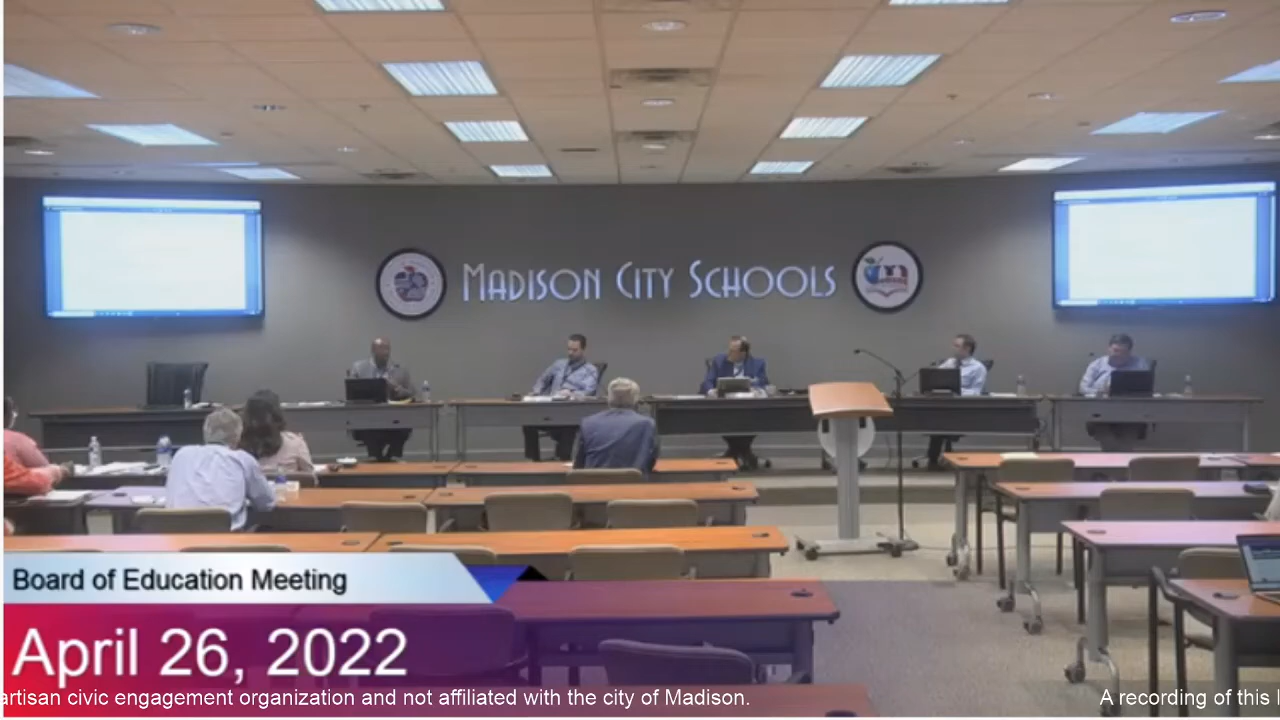 MADISON CITY SCHOOLS
Board of Education Meeting
April 26, 2022
artisan civic engagement organization and not affiliated with the city of Madison.
A recording of this